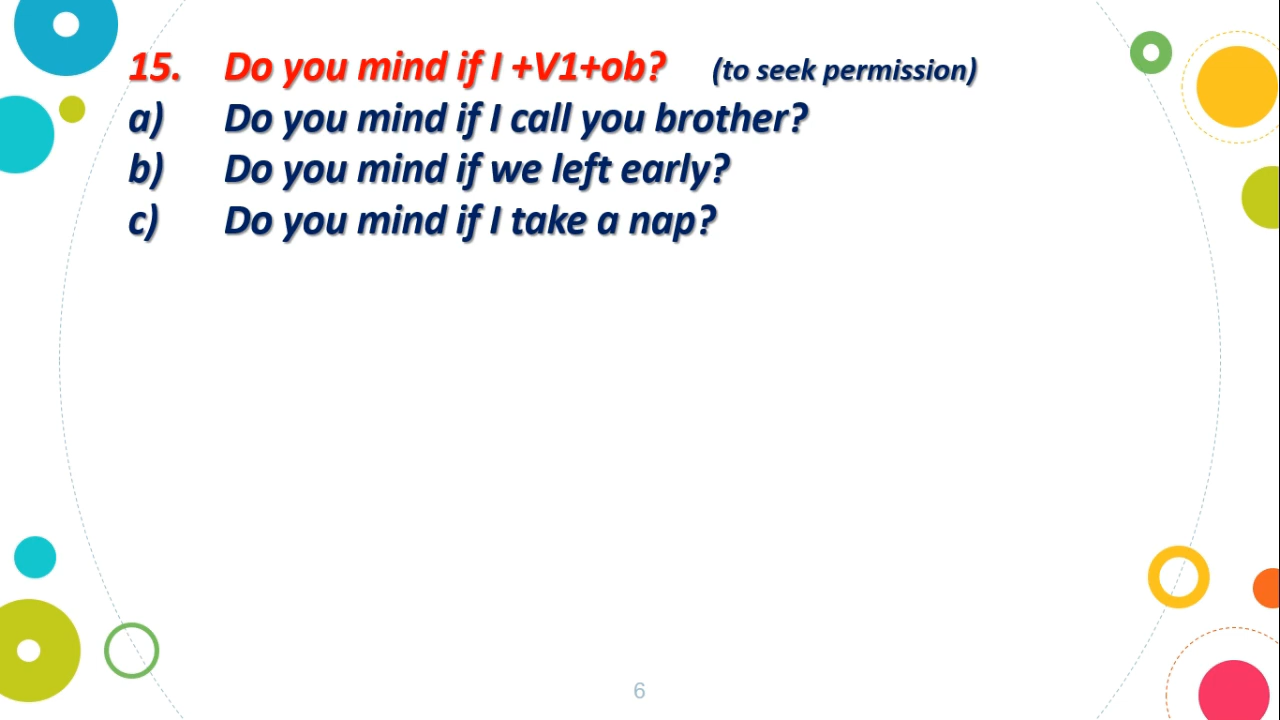 15. Do you mind if I +V1+ob? (to seek permission)
a) Do you mind if I call you brother?
b) Do you mind if we left early?
c) Do you mind if I take a nap?
6